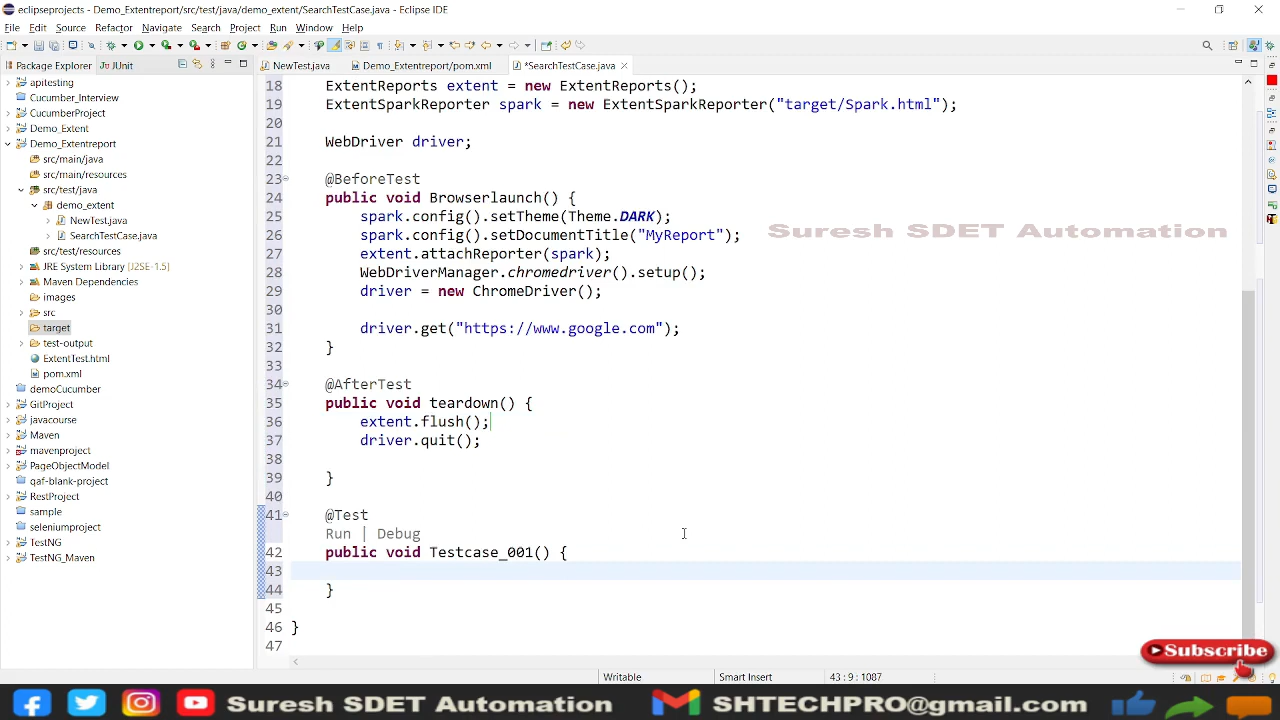 eclipseprojects - Demo_Extentreport/src/test/java/demo_extent/SearchTestCase.java - Eclipse IDE
File Edit Source Refactor Navigate Search Project Run Window Help
Package Explorer JUnit
NewTest.java Demo_Extentreport/pom.xml *SearchTestCase.java
apitesting
Cucumber_Interview
CucumberProject
Demo_Extent
Demo_Extentreport
src/main/java
src/main/resources
src/test/java
demo_extent
NewTest.java
SearchTestCase.java
src/test/resources
JRE System Library [J2SE-1.5]
Maven Dependencies
images
src
target
test-output
ExtentTest.html
pom.xml
demoCucumber
GitProject
javacourse
Maven
mavenproject
PageObjectModel
qaf-blank-project
RestProject
sample
seleniumproject
TestNG
TestNG_Maven
18 ExtentReports extent = new ExtentReports();
19 ExtentSparkReporter spark = new ExtentSparkReporter("target/Spark.html");
20
21 WebDriver driver;
22
23 @BeforeTest
24 public void Browserlaunch() {
25 spark.config().setTheme(Theme.DARK);
26 spark.config().setDocumentTitle("MyReport");
27 extent.attachReporter(spark);
28 WebDriverManager.chromedriver().setup();
29 driver = new ChromeDriver();
30
31 driver.get("https://www.google.com");
32 }
33
34 @AfterTest
35 public void teardown() {
36 extent.flush();
37 driver.quit();
38
39 }
40
41 @Test
Run | Debug
42 public void Testcase_001() {
43
44 }
45
46 }
47
Suresh SDET Automation
Writable Smart Insert 43 : 9 : 1087
Subscribe
Suresh SDET Automation SHTECHPRO@gmail.com